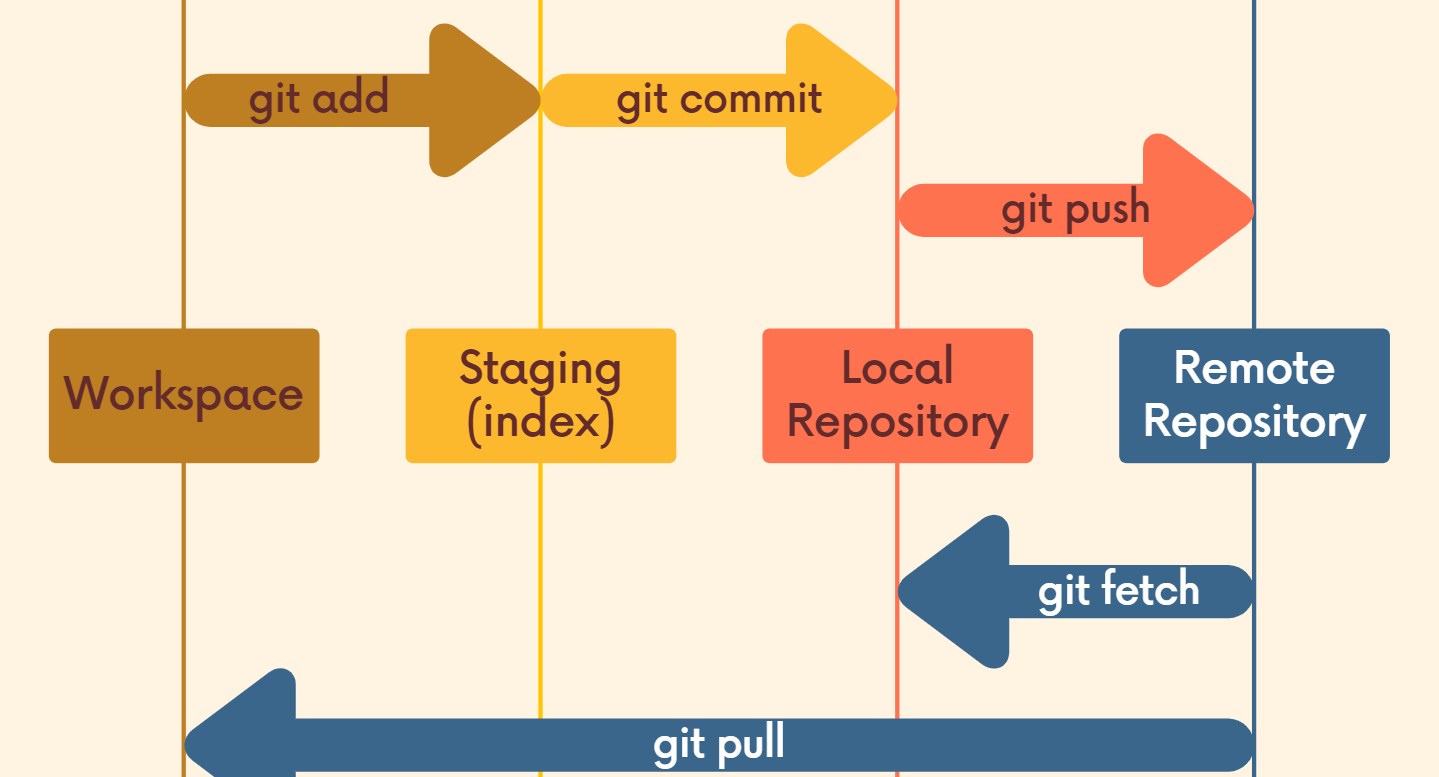 git add
git commit
git push
Workspace
Staging
(index)
Local
Repository
Remote
Repository
git fetch
git pull